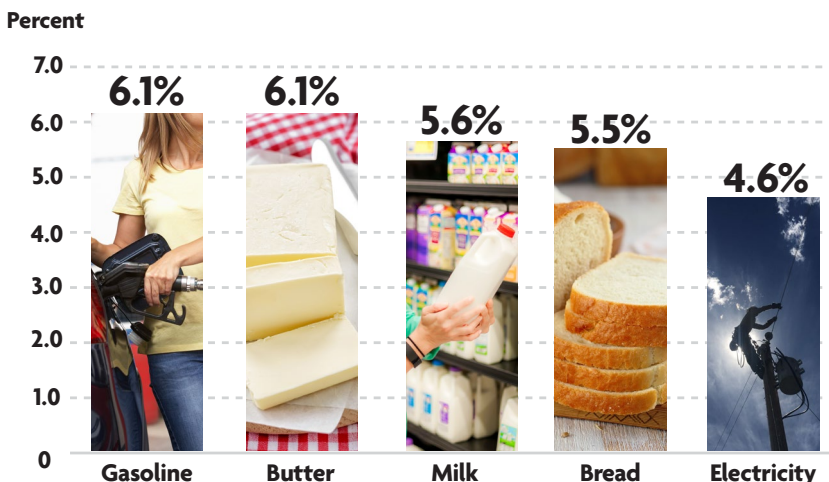 Percent
7.0
6.0
5.0
4.0
3.0
2.0
1.0
0
6.1%
6.1%
5.6%
5.5%
4.6%
Gasoline
Butter
Milk
Bread
Electricity